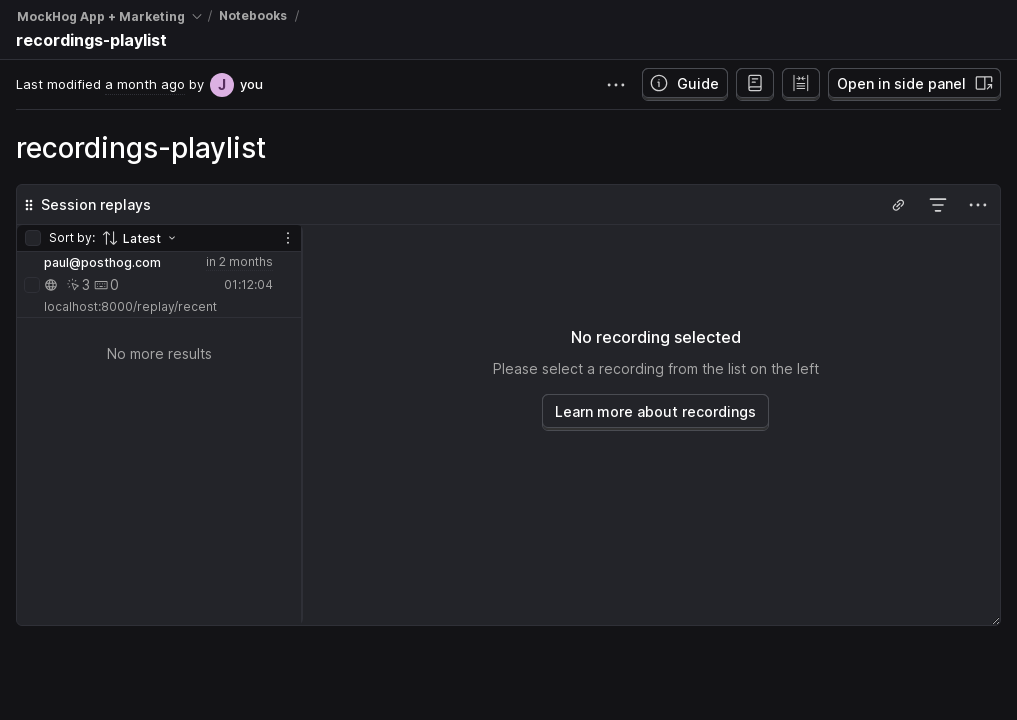 MockHog App + Marketing / Notebooks /
recordings-playlist
Last modified a month ago by J you
Guide
Open in side panel
recordings-playlist
Session replays
Sort by: Latest
paul@posthog.com in 2 months
3 0 01:12:04
localhost:8000/replay/recent
No more results
No recording selected
Please select a recording from the list on the left
Learn more about recordings